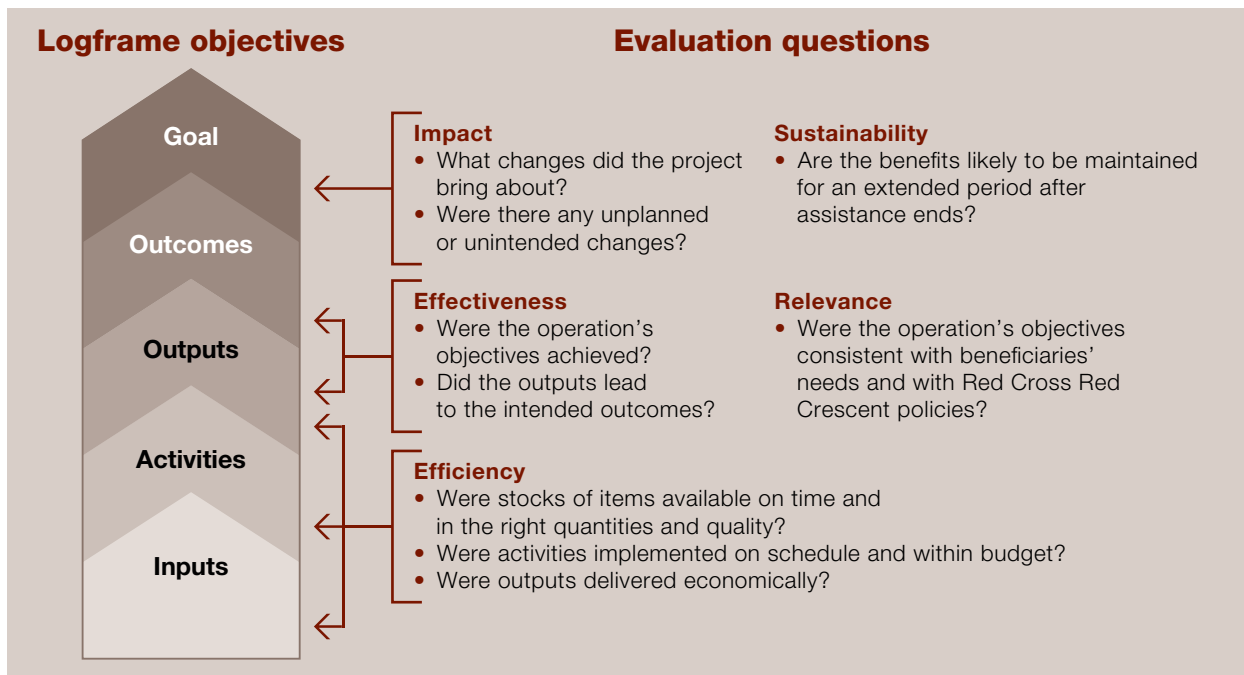 Logframe objectives
Evaluation questions
Goal
Outcomes
Outputs
Activities
Inputs
Impact
• What changes did the project
bring about?
• Were there any unplanned
or unintended changes?
Sustainability
• Are the benefits likely to be maintained
for an extended period after
assistance ends?
Effectiveness
• Were the operation’s
objectives achieved?
• Did the outputs lead
to the intended outcomes?
Relevance
• Were the operation’s objectives
consistent with beneficiaries’
needs and with Red Cross Red
Crescent policies?
Efficiency
• Were stocks of items available on time and
in the right quantities and quality?
• Were activities implemented on schedule and within budget?
• Were outputs delivered economically?